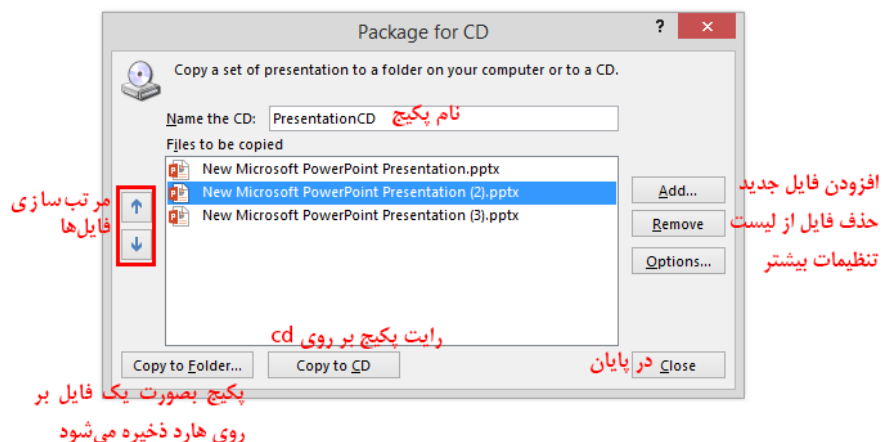 Package for CD
?
Copy a set of presentation to a folder on your computer or to a CD.
Name the CD: PresentationCD نام پکیج
Files to be copied
New Microsoft PowerPoint Presentation.pptx
New Microsoft PowerPoint Presentation (2).pptx
New Microsoft PowerPoint Presentation (3).pptx
مرتب‌سازی
فایل‌ها
Add... افزودن فایل جدید
Remove حذف فایل از لیست
Options... تنظیمات بیشتر
رایت پکیج بر روی cd
Copy to Folder...
Copy to CD
در پایان Close
پکیج بصورت یک فایل بر
روی هارد ذخیره می‌شود